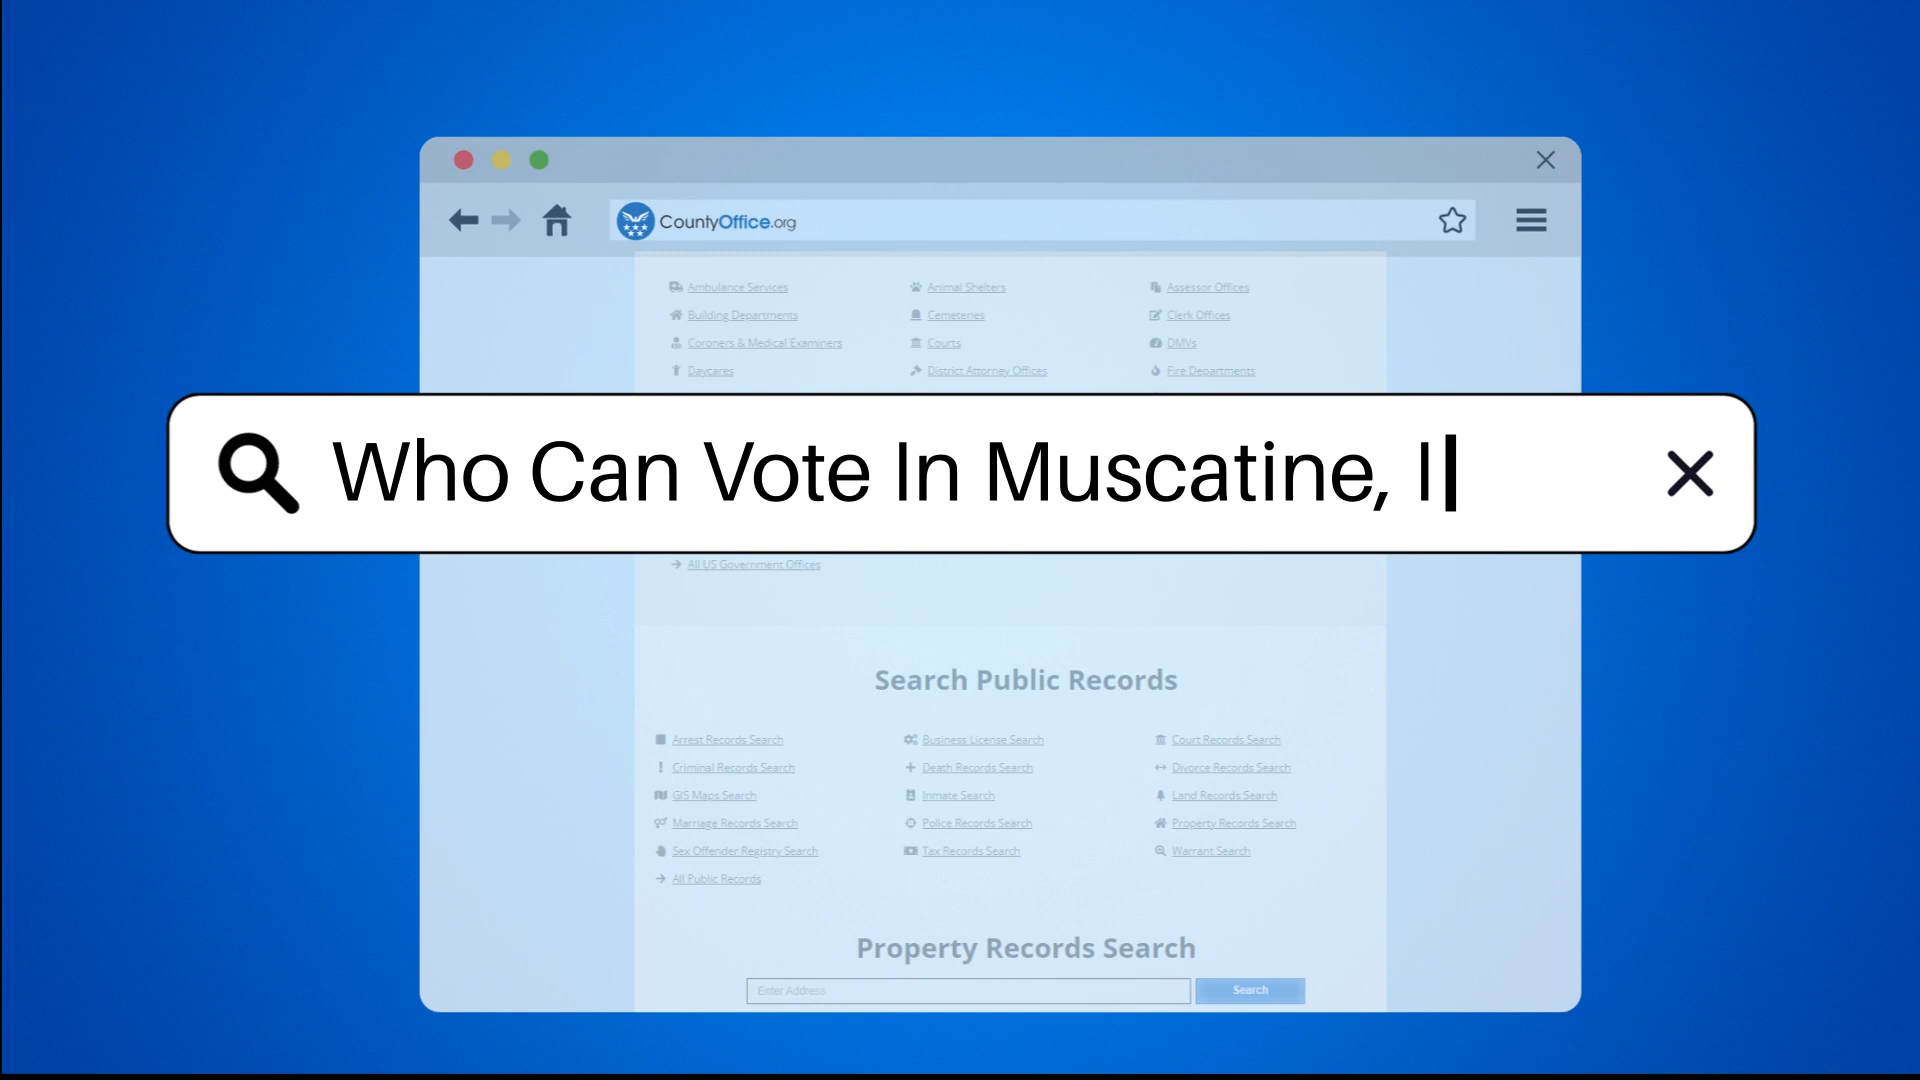 CountyOffice.org
Ambulance Services Animal Shelters Assessor Offices
Building Departments Cemeteries Clerk Offices
Coroners & Medical Examiners Courts DMVs
Daycares District Attorney Offices Fire Departments
Who Can Vote In Muscatine, I
All US Government Offices
Search Public Records
Arrest Records Search Business License Search Court Records Search
Criminal Records Search Death Records Search Divorce Records Search
GIS Maps Search Inmate Search Land Records Search
Marriage Records Search Police Records Search Property Records Search
Sex Offender Registry Search Tax Records Search Warrant Search
All Public Records
Property Records Search
Enter Address Search